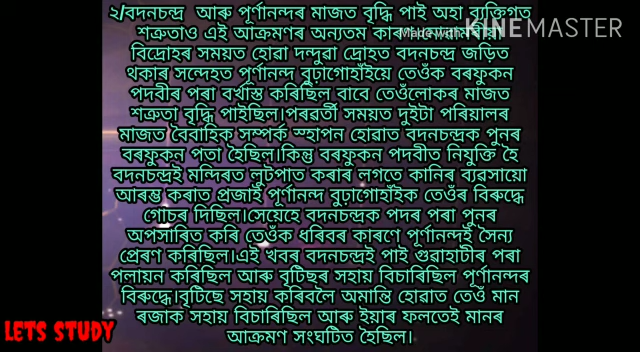 ২/বদনচন্দ্ৰ আৰু পূৰ্ণানন্দৰ মাজত বৃদ্ধি পাই অহা ব্যক্তিগত
শত্ৰুতাও এই আক্ৰমণৰ অন্যতম কাৰণ
Made with KINEMASTER
বিদ্ৰোহৰ সময়ত হোৱা দন্দুৱা দ্ৰোহত বদনচন্দ্ৰ জড়িত
থকাৰ সন্দেহত পূৰ্ণানন্দ বুঢ়াগোহাঁইয়ে তেওঁক বৰফুকন
পদবীৰ পৰা বৰ্খাস্ত কৰিছিল বাবে তেওঁলোকৰ মাজত
শত্ৰুতা বৃদ্ধি পাইছিল।পৰৱৰ্তী সময়ত দুইটা পৰিয়ালৰ
মাজত বৈবাহিক সম্পৰ্ক স্হাপন হোৱাত বদনচন্দ্ৰক পুনৰ
বৰফুকন পতা হৈছিল।কিন্তু বৰফুকন পদবীত নিযুক্তি হৈ
বদনচন্দ্ৰই মন্দিৰত লুটপাত কৰাৰ লগতে কানিৰ ব্যৱসায়ো
আৰম্ভ কৰাত প্ৰজাই পূৰ্ণানন্দ বুঢ়াগোহাঁইক তেওঁৰ বিৰুদ্ধে
গোচৰ দিছিল।সেয়েহে বদনচন্দ্ৰক পদৰ পৰা পুনৰ
অপসাৰিত কৰি তেওঁক ধৰিবৰ কাৰণে পূৰ্ণানন্দই সৈন্য
প্ৰেৰণ কৰিছিল।এই খবৰ বদনচন্দ্ৰই পাই গুৱাহাটীৰ পৰা
পলায়ন কৰিছিল আৰু বৃটিছৰ সহায় বিচাৰিছিল পূৰ্ণানন্দৰ
বিৰুদ্ধে।বৃটিছে সহায় কৰিবলৈ অমান্তি হোৱাত তেওঁ মান
ৰজাক সহায় বিচাৰিছিল আৰু ইয়াৰ ফলতেই মানৰ
আক্ৰমণ সংঘটিত হৈছিল।
LETS STUDY